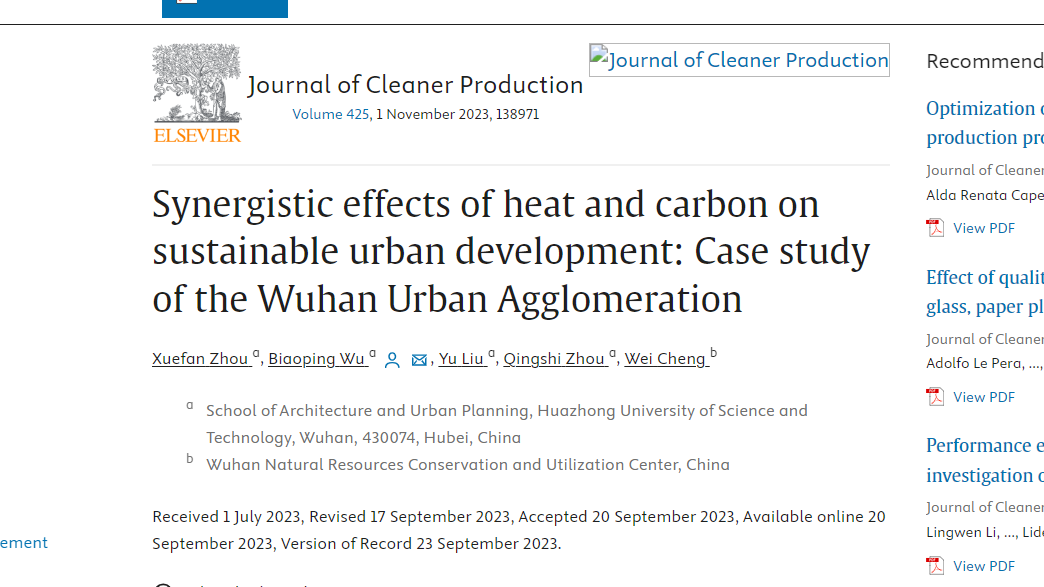 Journal of Cleaner Production
Journal of Cleaner Production
Volume 425, 1 November 2023, 138971
ELSEVIER
Synergistic effects of heat and carbon on
sustainable urban development: Case study
of the Wuhan Urban Agglomeration
Xuefan Zhou a, Biaoping Wu a, Yu Liu a, Qingshi Zhou a, Wei Cheng b
a School of Architecture and Urban Planning, Huazhong University of Science and
Technology, Wuhan, 430074, Hubei, China
b Wuhan Natural Resources Conservation and Utilization Center, China
Received 1 July 2023, Revised 17 September 2023, Accepted 20 September 2023, Available online 20
September 2023, Version of Record 23 September 2023.
ement
Recommend
Optimization
production pr
Journal of Cleaner
Alda Renata Cape
View PDF
Effect of qualit
glass, paper pl
Journal of Cleaner
Adolfo Le Pera, ...,
View PDF
Performance e
investigation
Journal of Cleaner
Lingwen Li, ..., Lide
View PDF